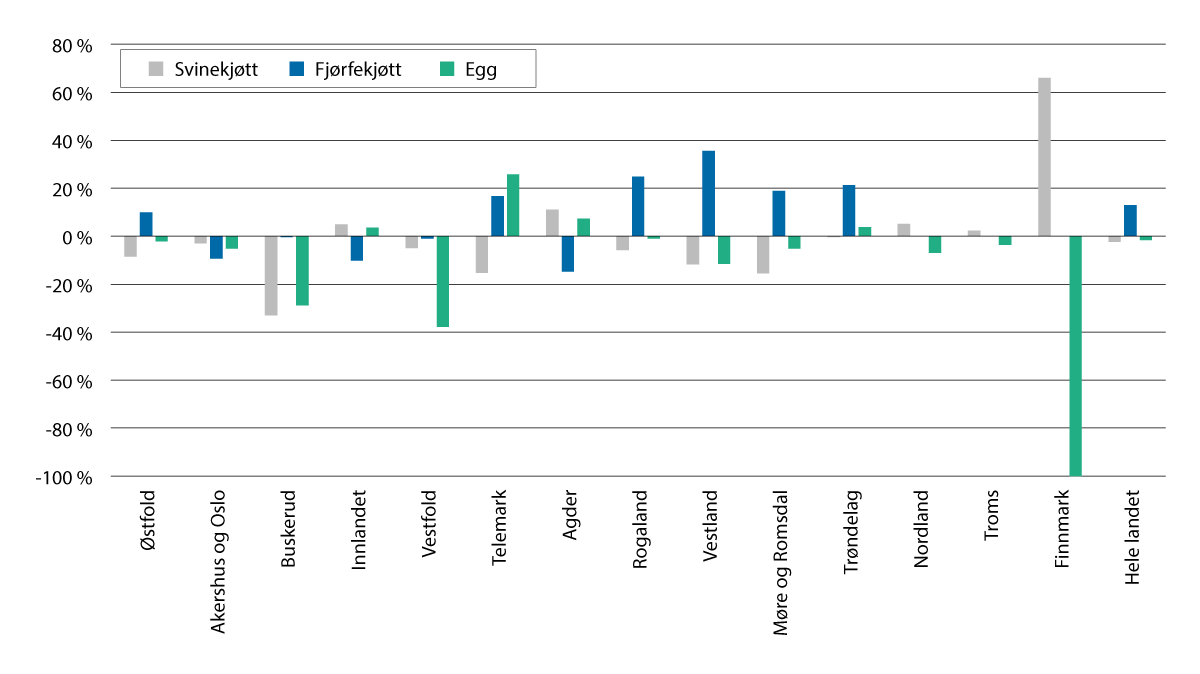 80 %
Svinekjøtt Fjørfekjøtt Egg
60 %
40 %
20 %
0 %
-20 %
-40 %
-60 %
-80 %
-100 %
Østfold
Akershus og Oslo
Buskerud
Innlandet
Vestfold
Telemark
Agder
Rogaland
Vestland
Møre og Romsdal
Trøndelag
Nordland
Troms
Finnmark
Hele landet